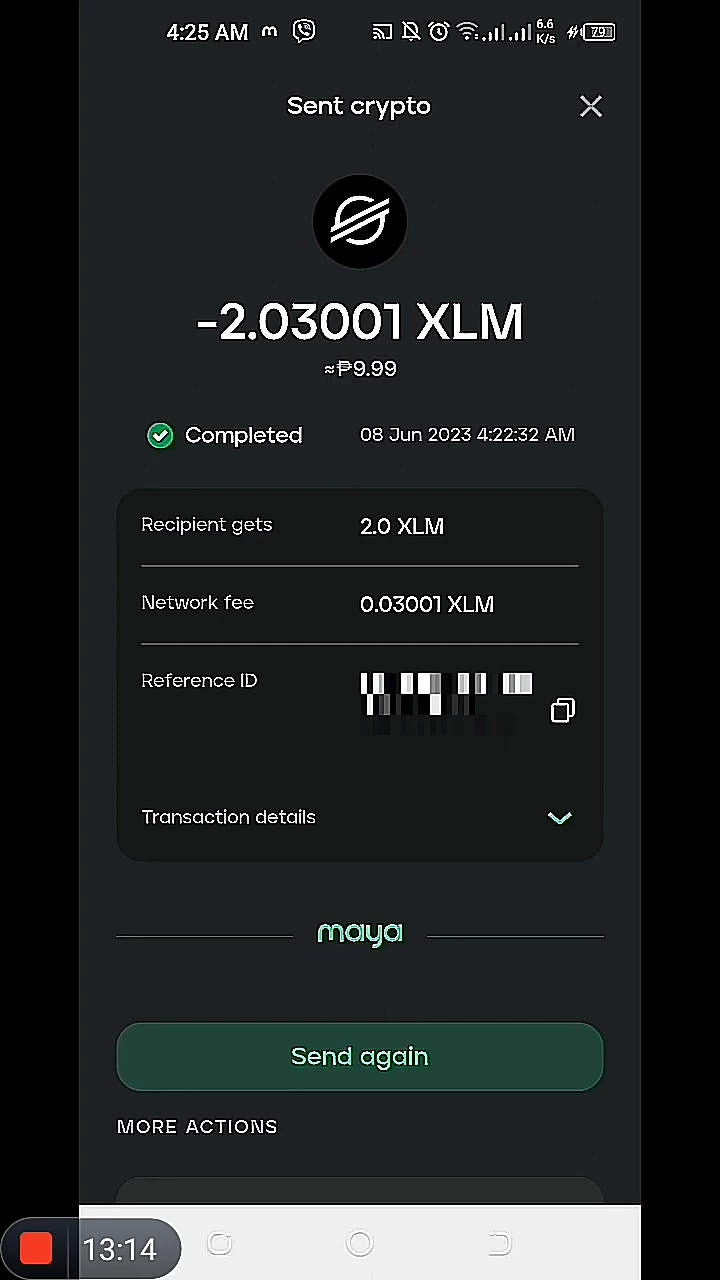 4:25 AM
6.6
K/s
79
Sent crypto
-2.03001 XLM
≈₱9.99
Completed 08 Jun 2023 4:22:32 AM
Recipient gets 2.0 XLM
Network fee 0.03001 XLM
Reference ID
Transaction details
maya
Send again
MORE ACTIONS
13:14